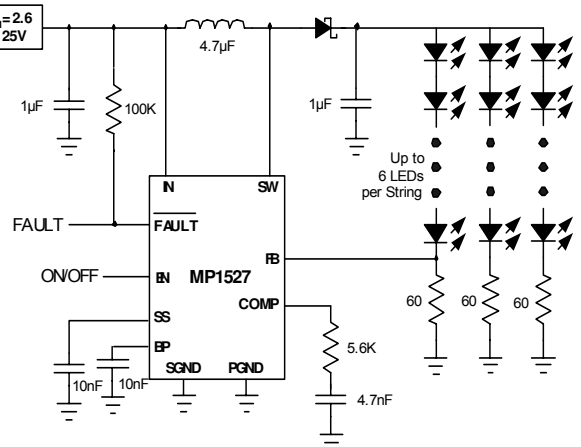 =2.6
25V
4.7µF
1µF
100K
1µF
Up to
6 LEDs
per String
IN
SW
FAULT
FAULT
FB
ON/OFF
EN
MP1527
COMP
60
60
60
SS
5.6K
BP
SGND
PGND
10nF
10nF
4.7nF